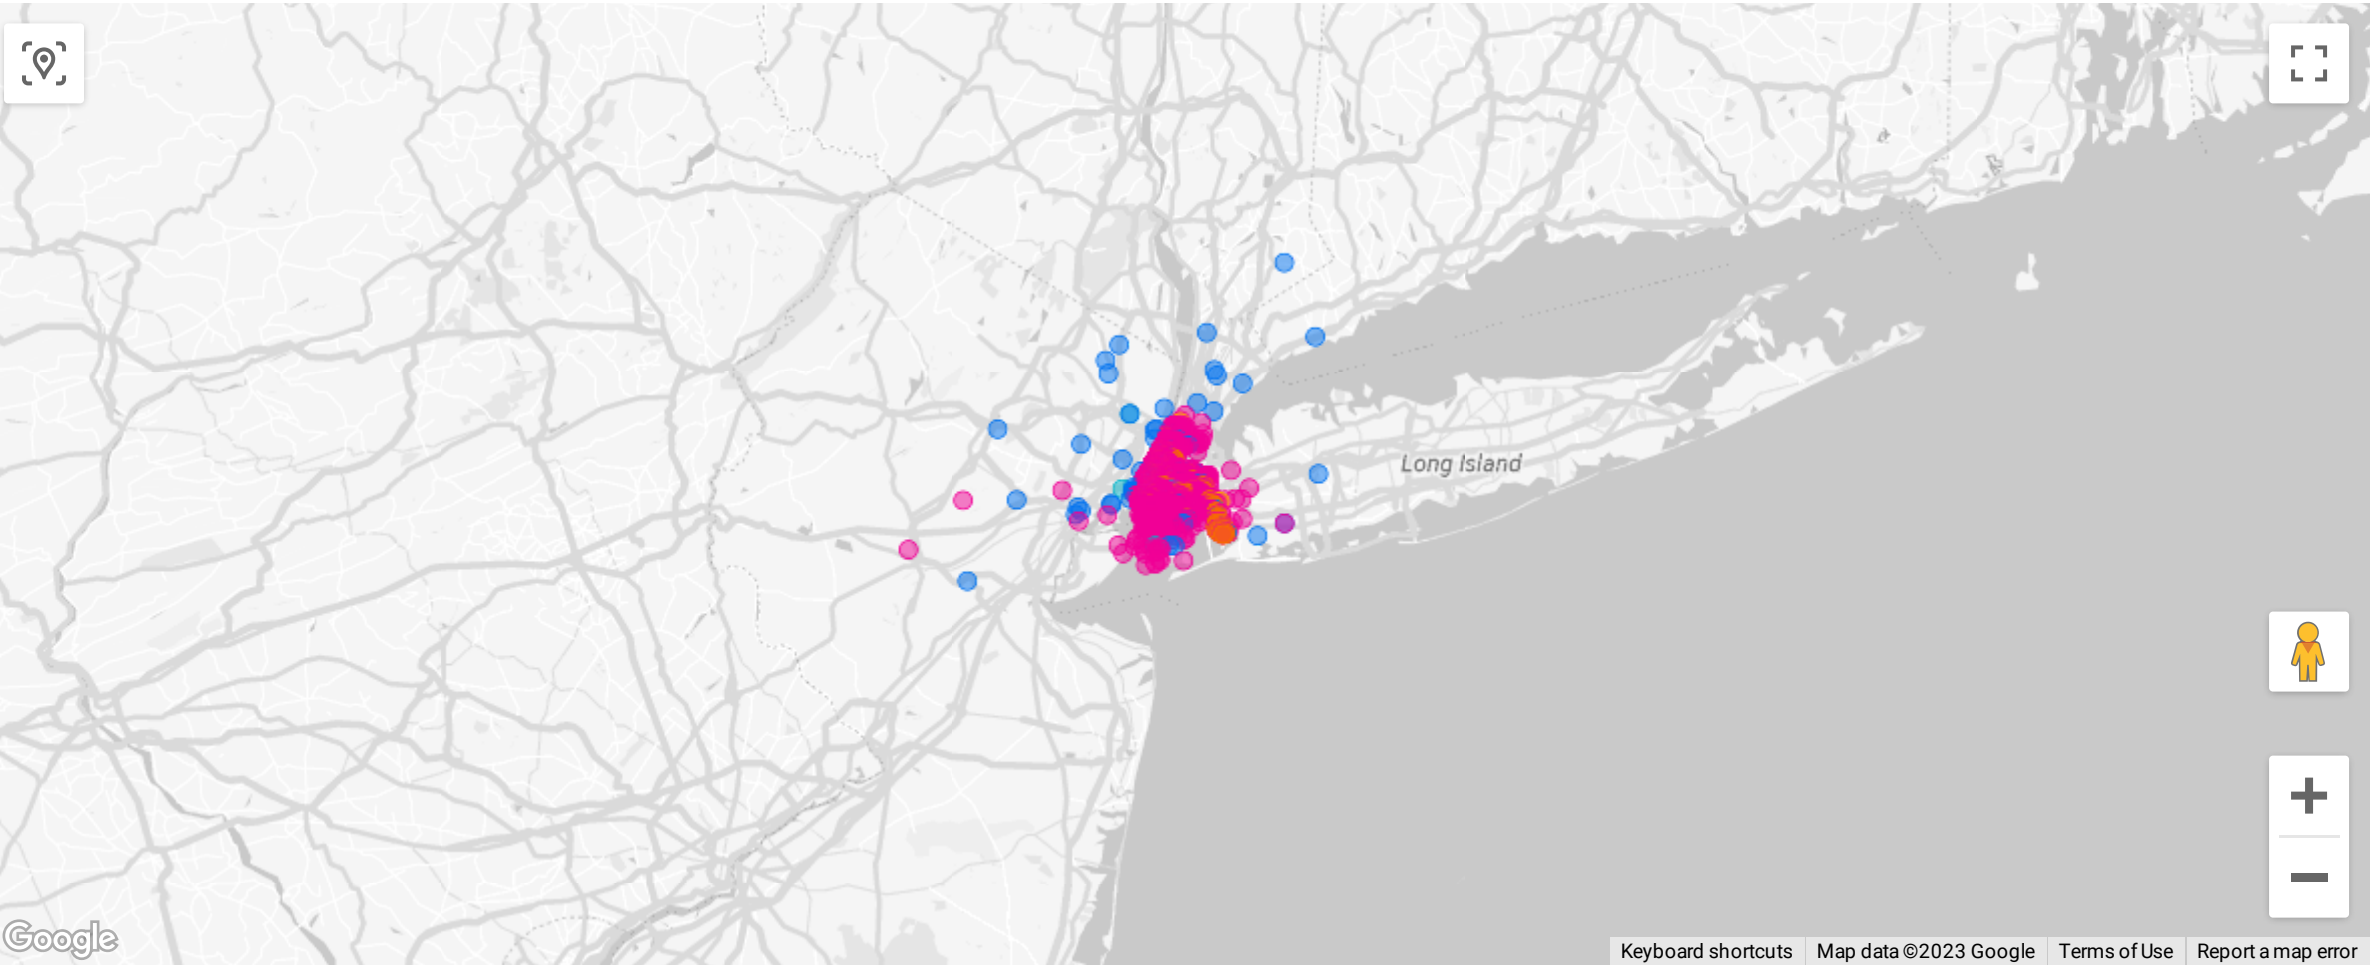 Long Island
Google
Keyboard shortcuts
Map data ©2023 Google
Terms of Use
Report a map error